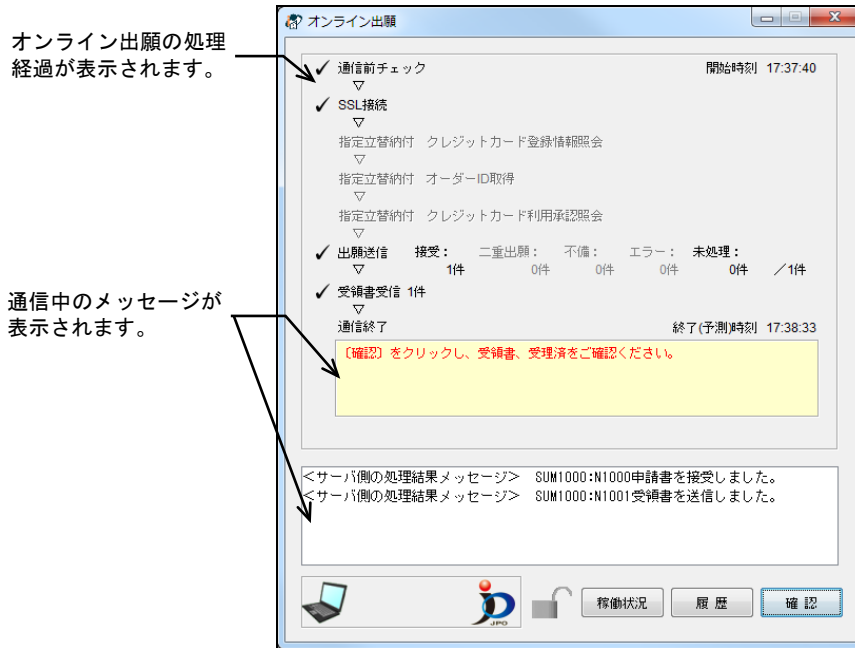 オンライン出願の処理
経過が表示されます。
通信中のメッセージが
表示されます。
オンライン出願
通信前チェック 開始時刻 17:37:40
▽
SSL接続
▽
指定立替納付 クレジットカード登録情報照会
▽
指定立替納付 オーダーID取得
▽
指定立替納付 クレジットカード利用承認照会
▽
出願送信 接受： 二重出願： 不備： エラー： 未処理：
▽ 1件 0件 0件 0件 0件 ／1件
受領書受信 1件
▽
通信終了 終了(予測)時刻 17:38:33
〔確認〕をクリックし、受領書、受理済をご確認ください。
＜サーバ側の処理結果メッセージ＞ SUM1000:N1000申請書を接受しました。
＜サーバ側の処理結果メッセージ＞ SUM1000:N1001受領書を送信しました。
JPO
稼働状況 履 歴 確 認